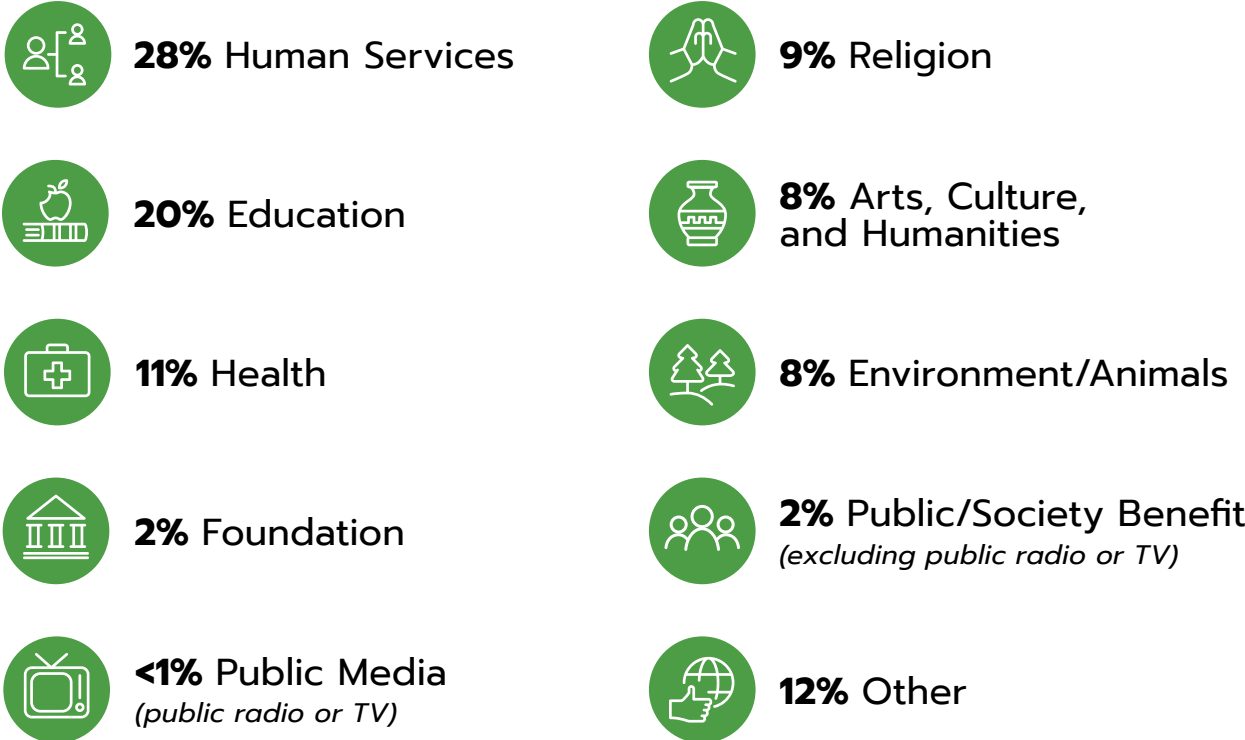 28% Human Services
20% Education
11% Health
2% Foundation
<1% Public Media
(public radio or TV)
9% Religion
8% Arts, Culture,
and Humanities
8% Environment/Animals
2% Public/Society Benefit
(excluding public radio or TV)
12% Other